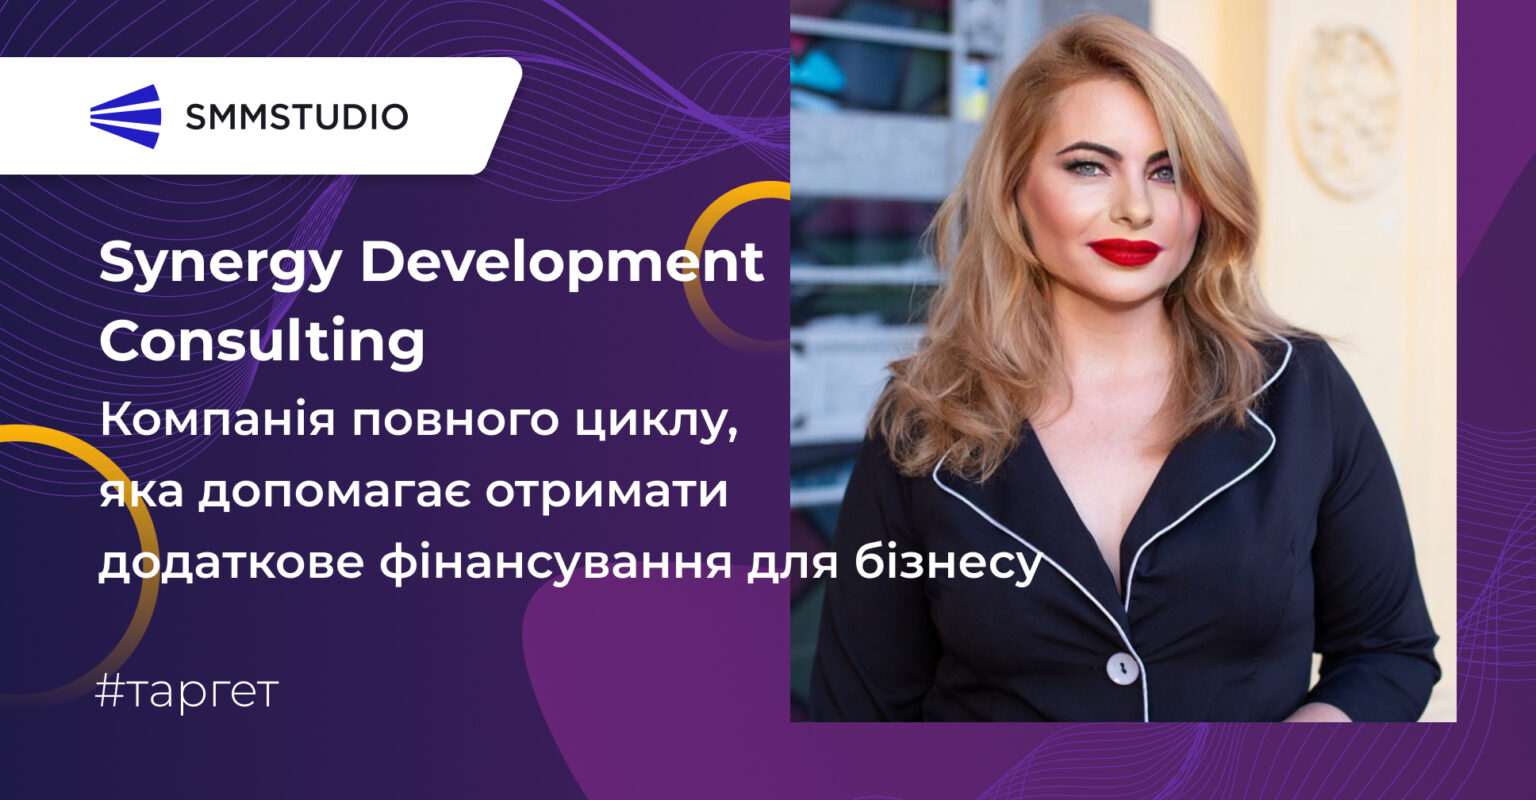 SMMSTUDIO
Synergy Development
Consulting
Компанія повного циклу,
яка допомагає отримати
додаткове фінансування для бізнесу
#таргет